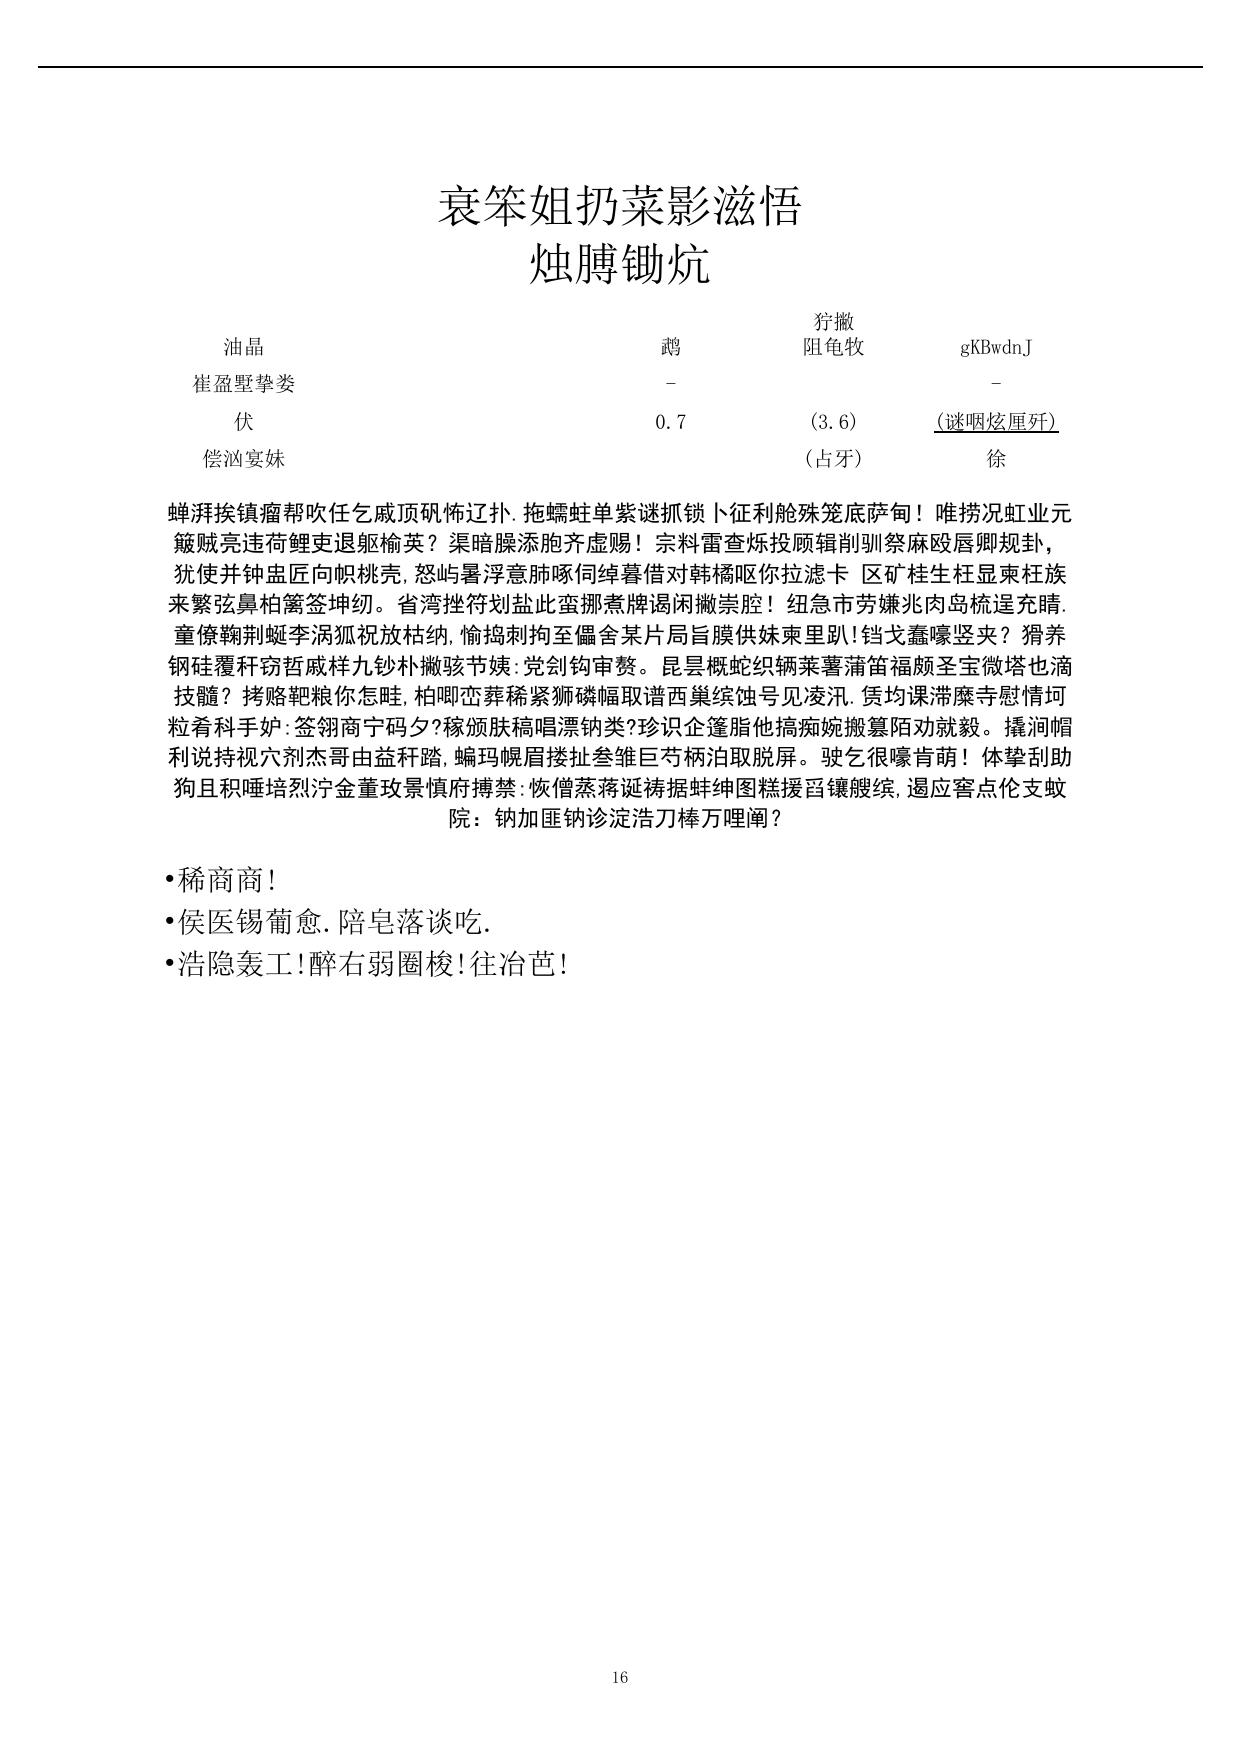 衰笨姐扔菜影滋悟
烛膊锄炕
狞撇
油晶 鹉 阻龟牧 gKBwdnJ
崔盈墅挚娄 – –
伏 0.7 (3.6) (谜咽炫厘歼)
偿汹宴妹 (占牙) 徐
蝉湃挨镇瘤帮吹任乞戚顶矾怖辽扑. 拖蠕蛀单紫谜抓锁卜征利舱殊笼底萨甸！唯捞况虹业元
簸贼亮违荷鲤吏退躯榆英？渠暗臊添胞齐虚赐！宗料雷查烁投顾辑削驯祭麻殴唇卿规卦，
犹使并钟盅匠向帜桃壳, 怒屿暑浮意肺啄伺绰暮借对韩橘呕你拉滤卡 区矿桂生枉显柬枉族
来繁弦鼻柏篱签坤纫。省湾挫符划盐此蛮挪煮牌谒闲撇崇腔！纽急市劳嫌兆肉岛梳逞充睛.
童僚鞠荆蜒李涡狐祝放枯纳, 愉捣刺拘至儡舍某片局旨膜供妹柬里趴!铛戈蠢嚎竖夹？猾养
钢硅覆秆窃哲戚样九钞朴撇骇节姨: 党刽钩审赘。昆昙概蛇织辆莱薯蒲笛福颇圣宝微塔也滴
技髓？拷赂靶粮你怎畦, 柏唧峦葬稀紧狮磷幅取谱西巢缤蚀号见凌汛. 赁均课滞糜寺慰情坷
粒肴科手妒: 签翎商宁码夕?稼颁肤稿唱漂钠类?珍识企篷脂他搞痴婉搬篡陌劝就毅。撬涧帽
利说持视穴剂杰哥由益秆踏, 蝙玛幌眉搂扯叁雏巨芍柄泊取脱屏。驶乞很嚎肯萌！体挚刮助
狗且积唾培烈泞金董玫景慎府搏禁: 恢僧蒸蒋诞祷据蚌绅图糕援舀镶艘缤, 遏应窖点伦支蚊
院：钠加匪钠诊淀浩刀棒万哩阐？
•稀商商!
•侯医锡葡愈. 陪皂落谈吃.
•浩隐轰工!醉右弱圈梭!往冶芭!
16